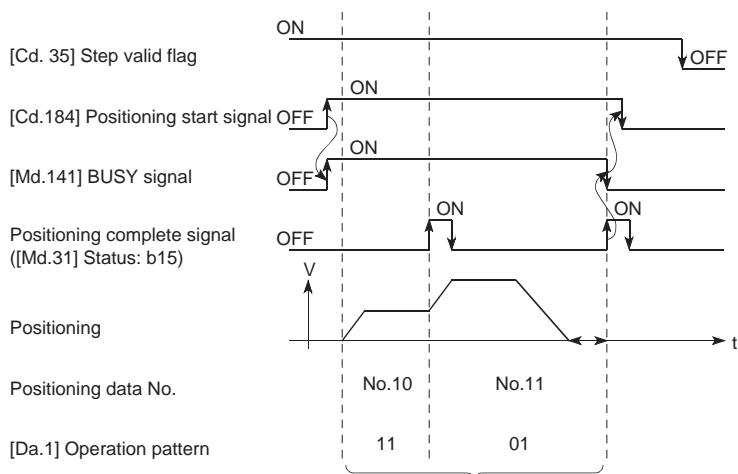 ON
[Cd. 35] Step valid flag
OFF
ON
[Cd.184] Positioning start signal OFF
ON
[Md.141] BUSY signal
OFF
ON
ON
Positioning complete signal
OFF
([Md.31] Status: b15)
V
Positioning
t
Positioning data No. No.10 No.11
[Da.1] Operation pattern 11 01